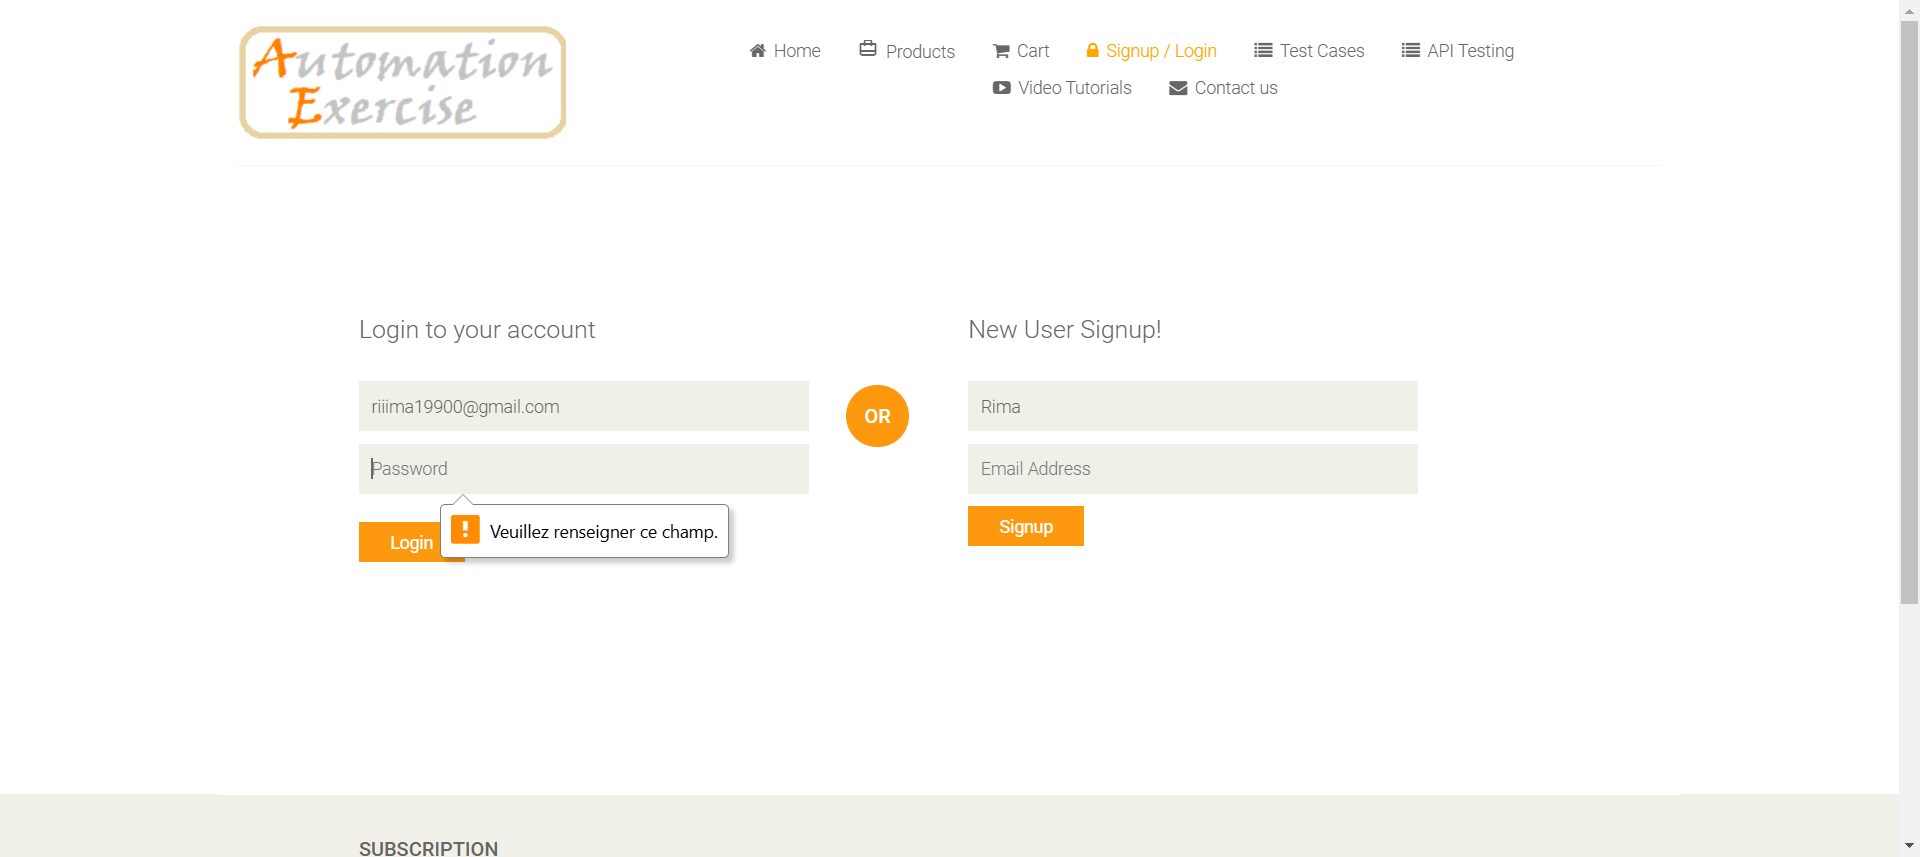 Automation
Exercise
Home
Products
Cart
Signup / Login
Test Cases
API Testing
Video Tutorials
Contact us
Login to your account
riiima19900@gmail.com
Password
Veuillez renseigner ce champ.
Login
OR
New User Signup!
Rima
Email Address
Signup
SUBSCRIPTION